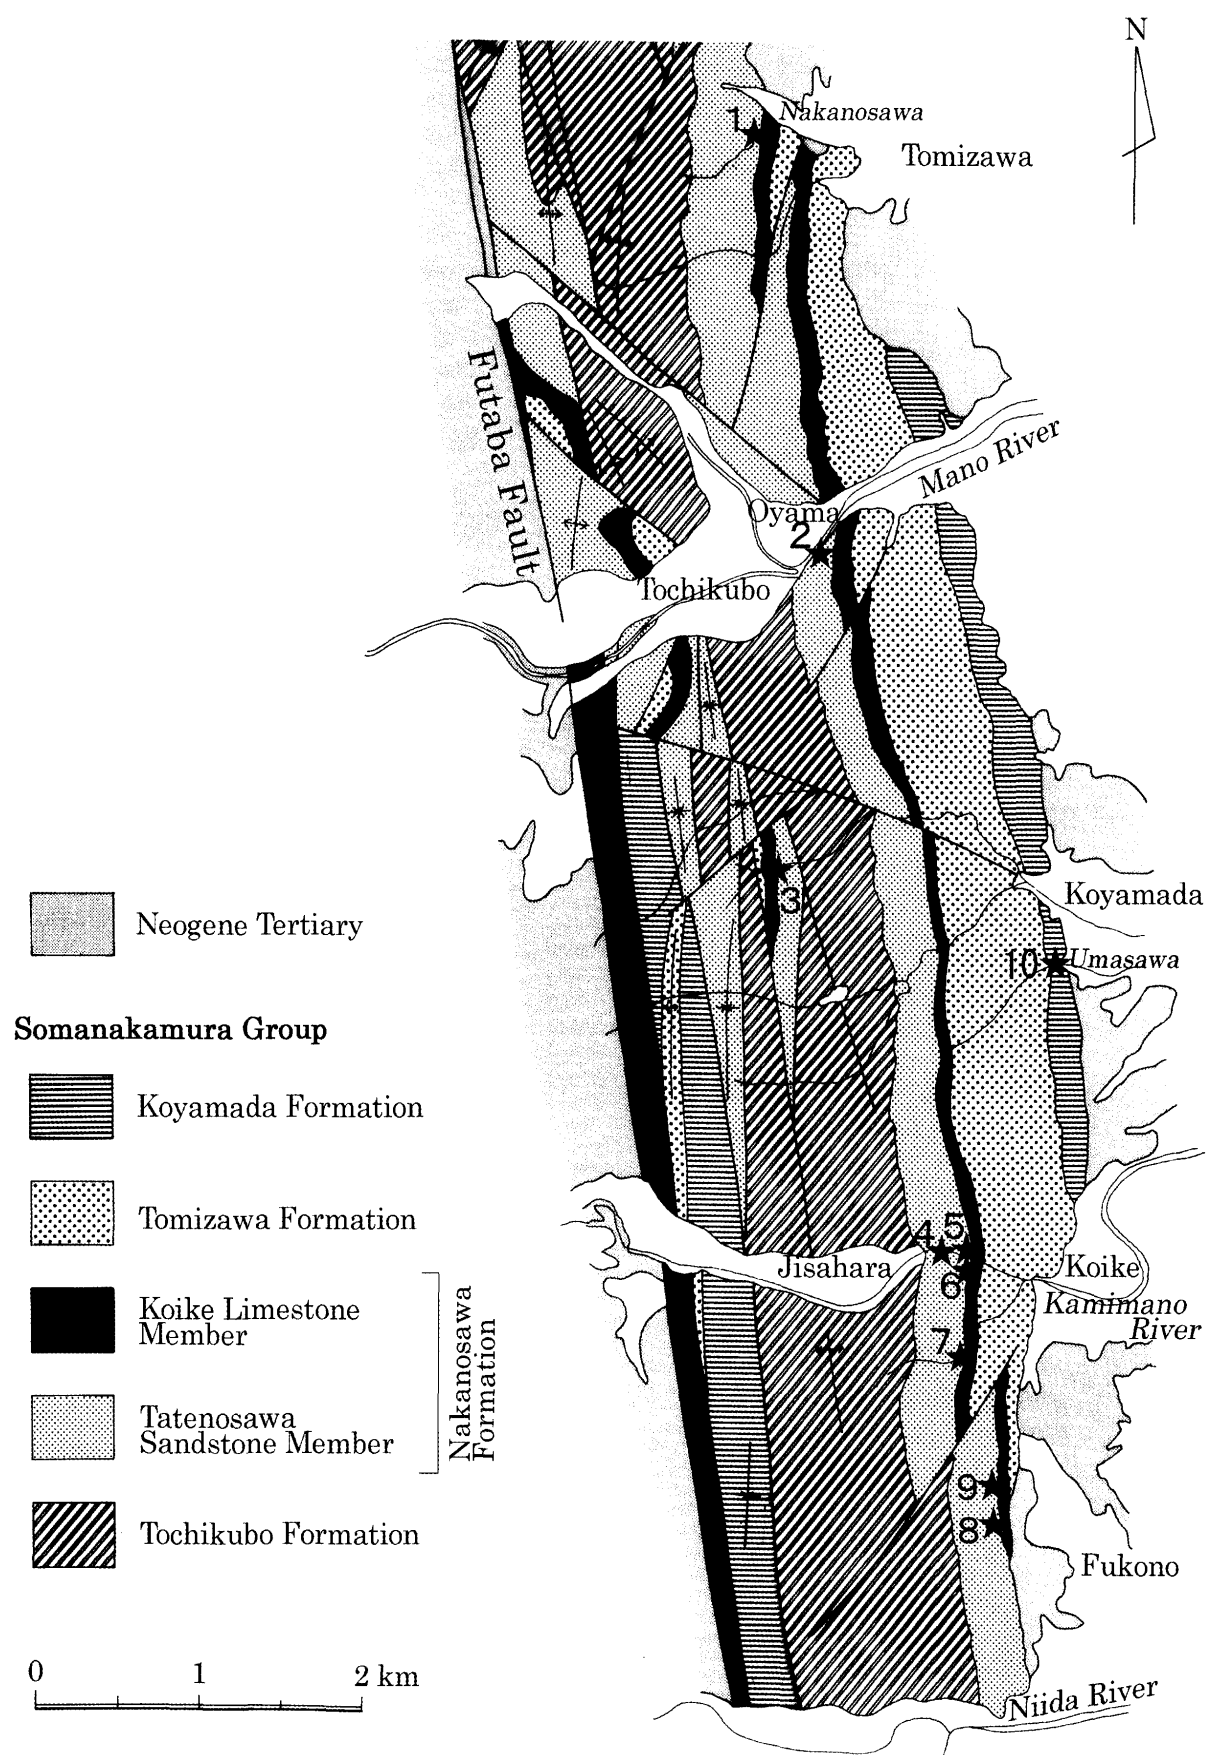 N
1
Nakanosawa
Tomizawa
Futaba Fault
Mano River
Oyama
2
Tochikubo
3
Koyamada
10
Umasawa
Neogene Tertiary
Somanakamura Group
Koyamada Formation
Tomizawa Formation
Koike Limestone
Member
Tatenosawa
Sandstone Member
Nakanosawa
Formation
Tochikubo Formation
4
5
6
Jisahara
Koike
Kamimano
River
7
9
8
Fukono
Niida River
0
1
2 km